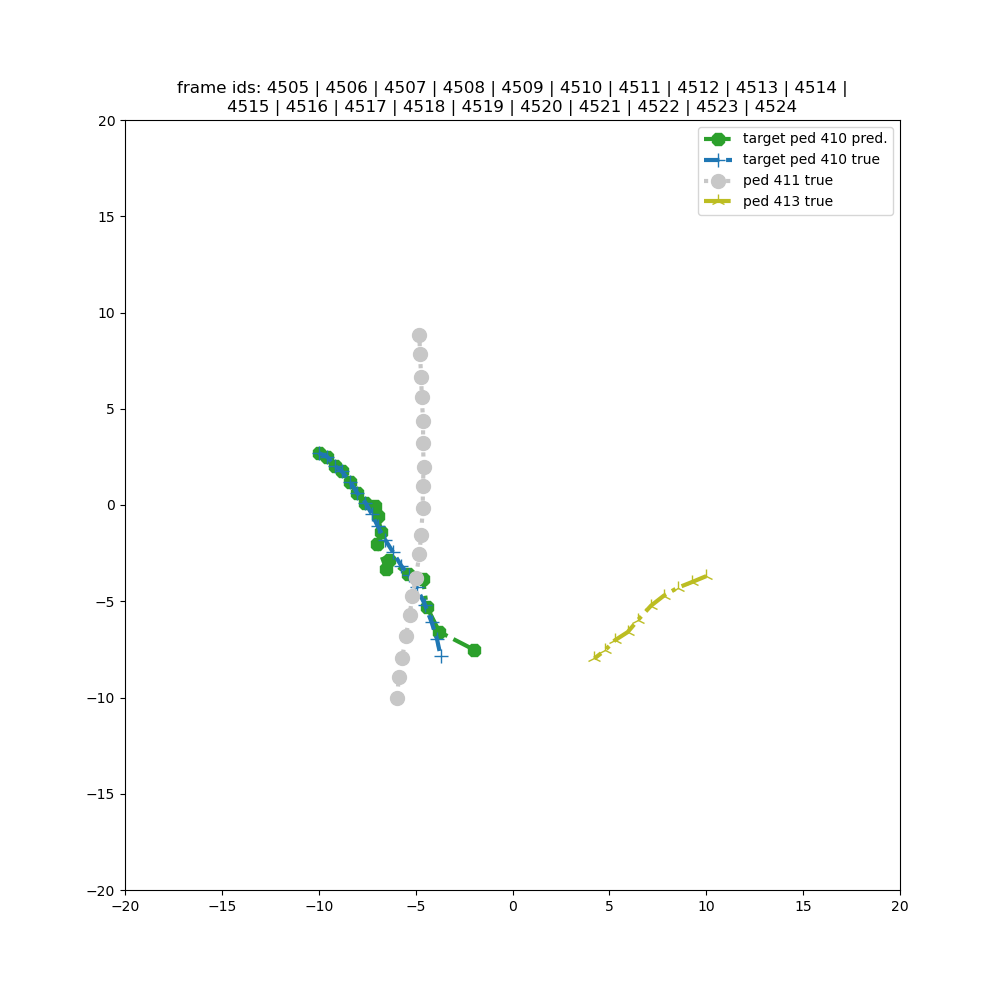 frame ids: 4505 | 4506 | 4507 | 4508 | 4509 | 4510 | 4511 | 4512 | 4513 | 4514 |
4515 | 4516 | 4517 | 4518 | 4519 | 4520 | 4521 | 4522 | 4523 | 4524
target ped 410 pred.
target ped 410 true
ped 411 true
ped 413 true
20
15
10
5
0
−5
−10
−15
−20
−20 −15 −10 −5 0 5 10 15 20